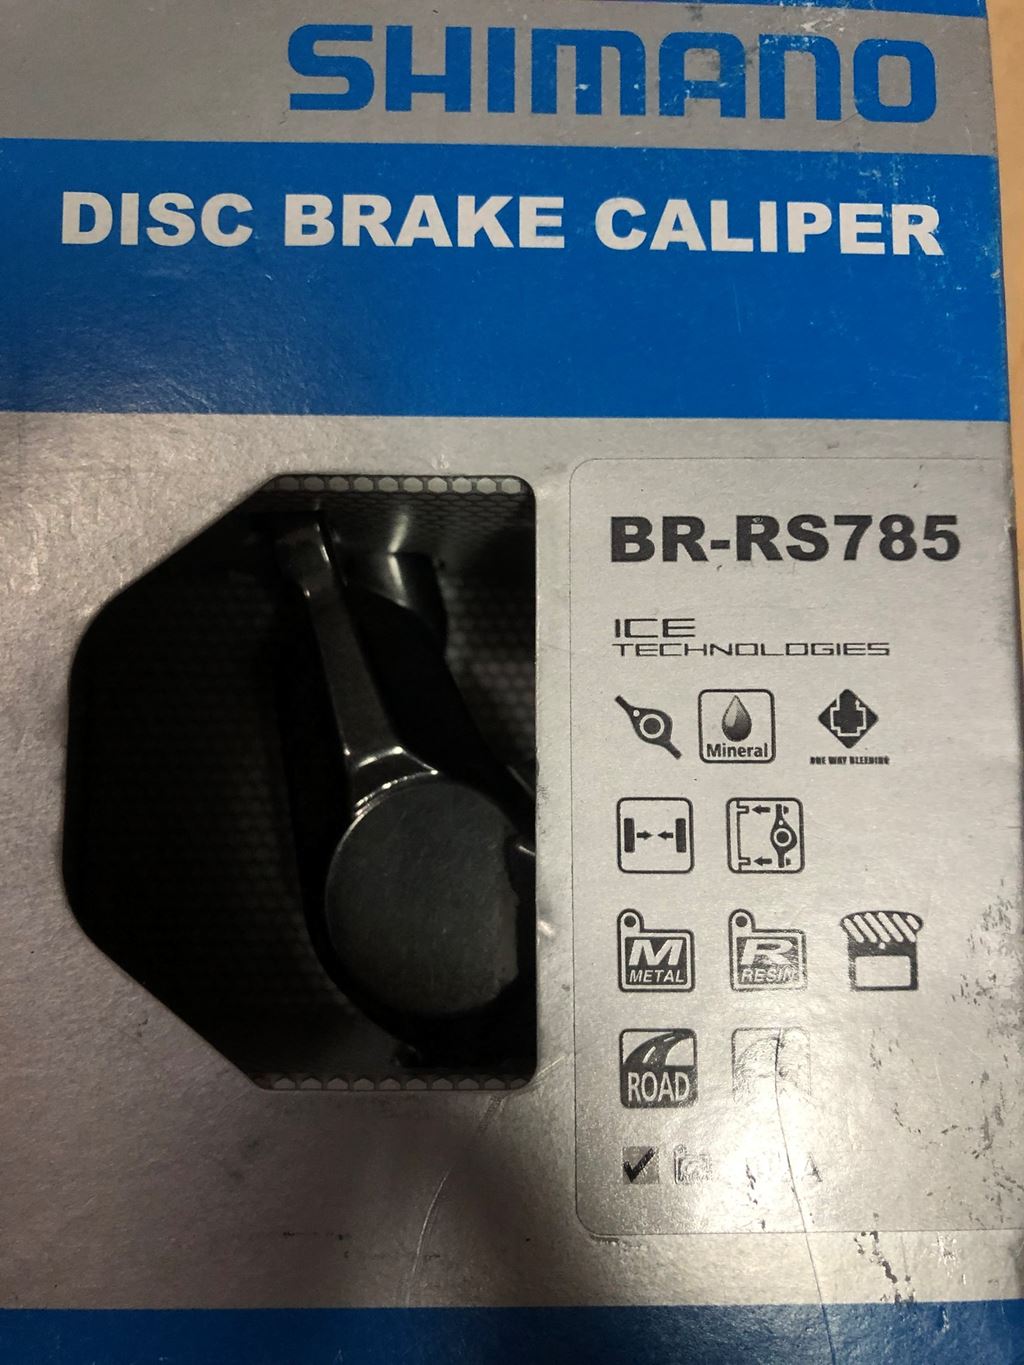 SHIMANO
DISC BRAKE CALIPER
BR-RS785
ICE
TECHNOLOGIES
Mineral
ONE WAY BLEEDING
M
METAL
R
RESIN
ROAD